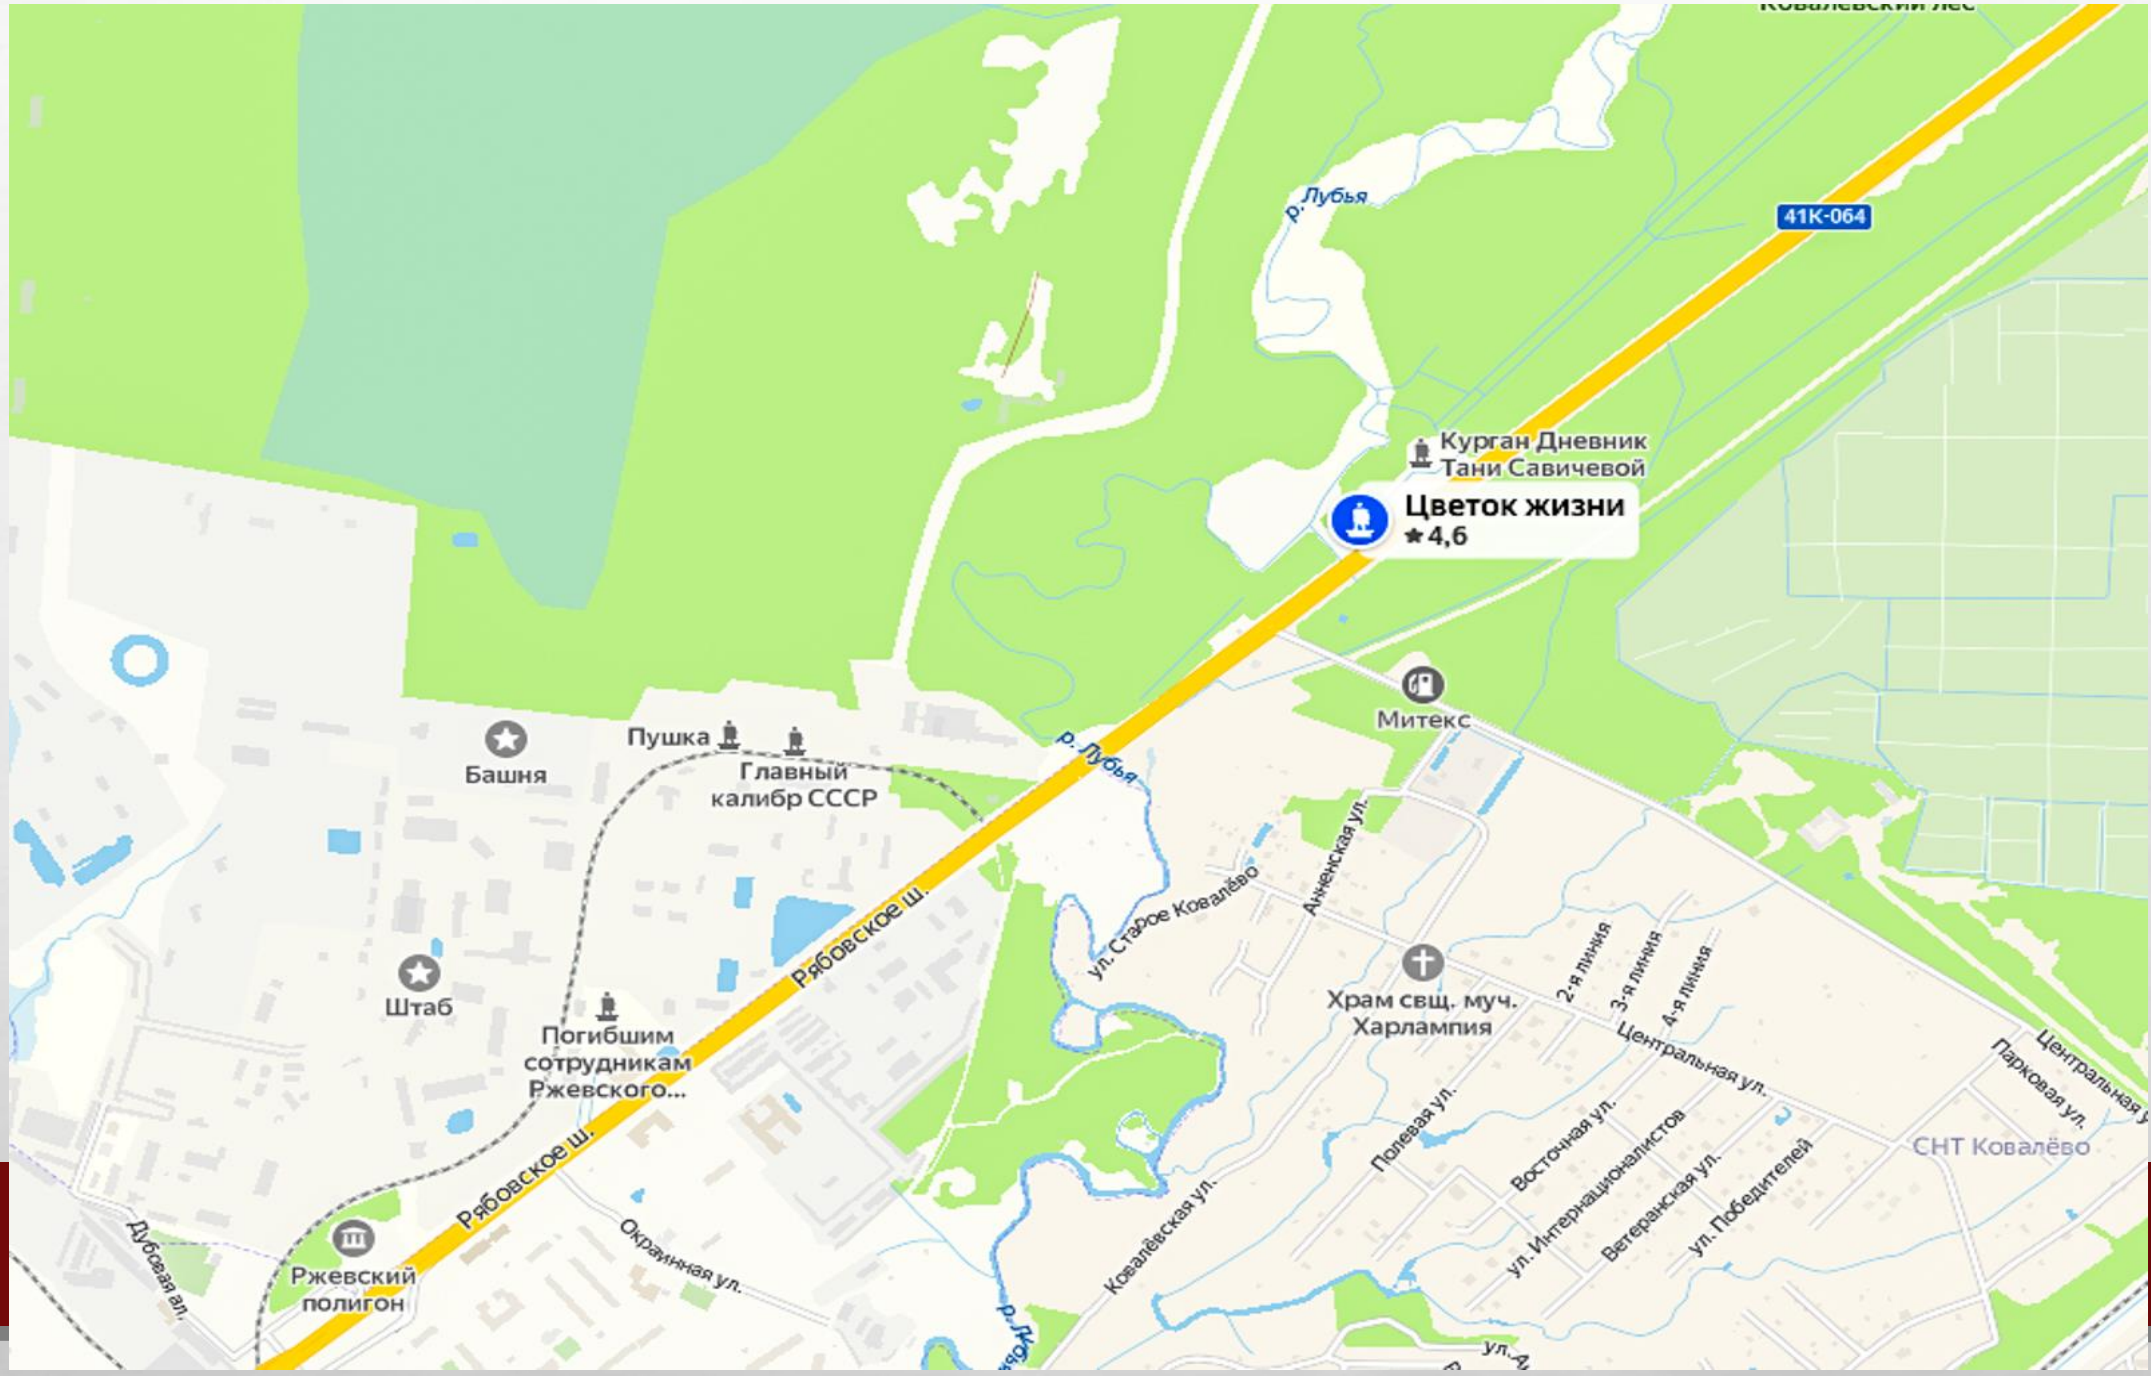 Ковалёвский лес
р. Лубья
41К-064
Курган Дневник
Тани Савичевой
Цветок жизни
4,6
Митекс
Пушка
Башня
Главный
калибр СССР
р. Лубья
Анненская ул.
ул. Старое Ковалёво
Рябовское ш.
Штаб
Погибшим
сотрудникам
Ржевского...
Храм свщ. муч.
Харлампия
2-я линия
3-я линия
4-я линия
Центральная ул.
Центральная у
Парковая ул.
СНТ Ковалёво
Полевая ул.
Восточная ул.
ул. Интернационалистов
Ветеранская ул.
ул. Победителей
Рябовское ш.
Ковалёвская ул.
Окраинная ул.
Дубовая ал.
Ржевский
полигон